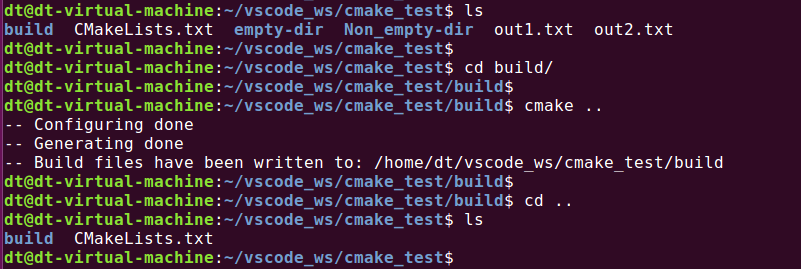 dt@dt-virtual-machine:~/vscode_ws/cmake_test$ ls
build  CMakeLists.txt  empty-dir  Non_empty-dir  out1.txt  out2.txt
dt@dt-virtual-machine:~/vscode_ws/cmake_test$
dt@dt-virtual-machine:~/vscode_ws/cmake_test$ cd build/
dt@dt-virtual-machine:~/vscode_ws/cmake_test/build$
dt@dt-virtual-machine:~/vscode_ws/cmake_test/build$ cmake ..
-- Configuring done
-- Generating done
-- Build files have been written to: /home/dt/vscode_ws/cmake_test/build
dt@dt-virtual-machine:~/vscode_ws/cmake_test/build$
dt@dt-virtual-machine:~/vscode_ws/cmake_test/build$ cd ..
dt@dt-virtual-machine:~/vscode_ws/cmake_test$ ls
build  CMakeLists.txt
dt@dt-virtual-machine:~/vscode_ws/cmake_test$